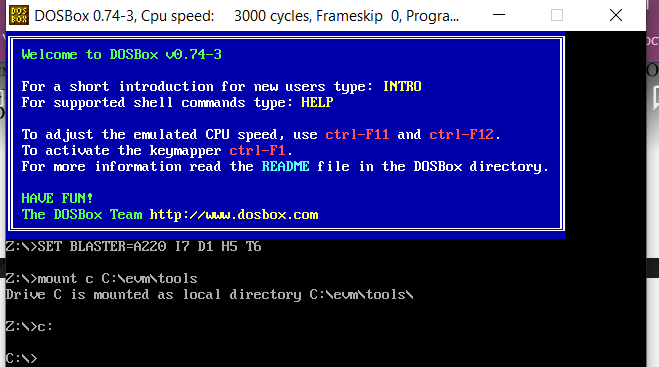 DOSBox 0.74-3, Cpu speed:    3000 cycles, Frameskip  0, Progra...
Welcome to DOSBox v0.74-3
For a short introduction for new users type: INTRO
For supported shell commands type: HELP
To adjust the emulated CPU speed, use ctrl-F11 and ctrl-F12.
To activate the keymapper ctrl-F1.
For more information read the README file in the DOSBox directory.
HAVE FUN!
The DOSBox Team http://www.dosbox.com
Z:\>SET BLASTER=A220 I7 D1 H5 T6
Z:\>mount c C:\evm\tools
Drive C is mounted as local directory C:\evm\tools\
Z:\>c:
C:\>